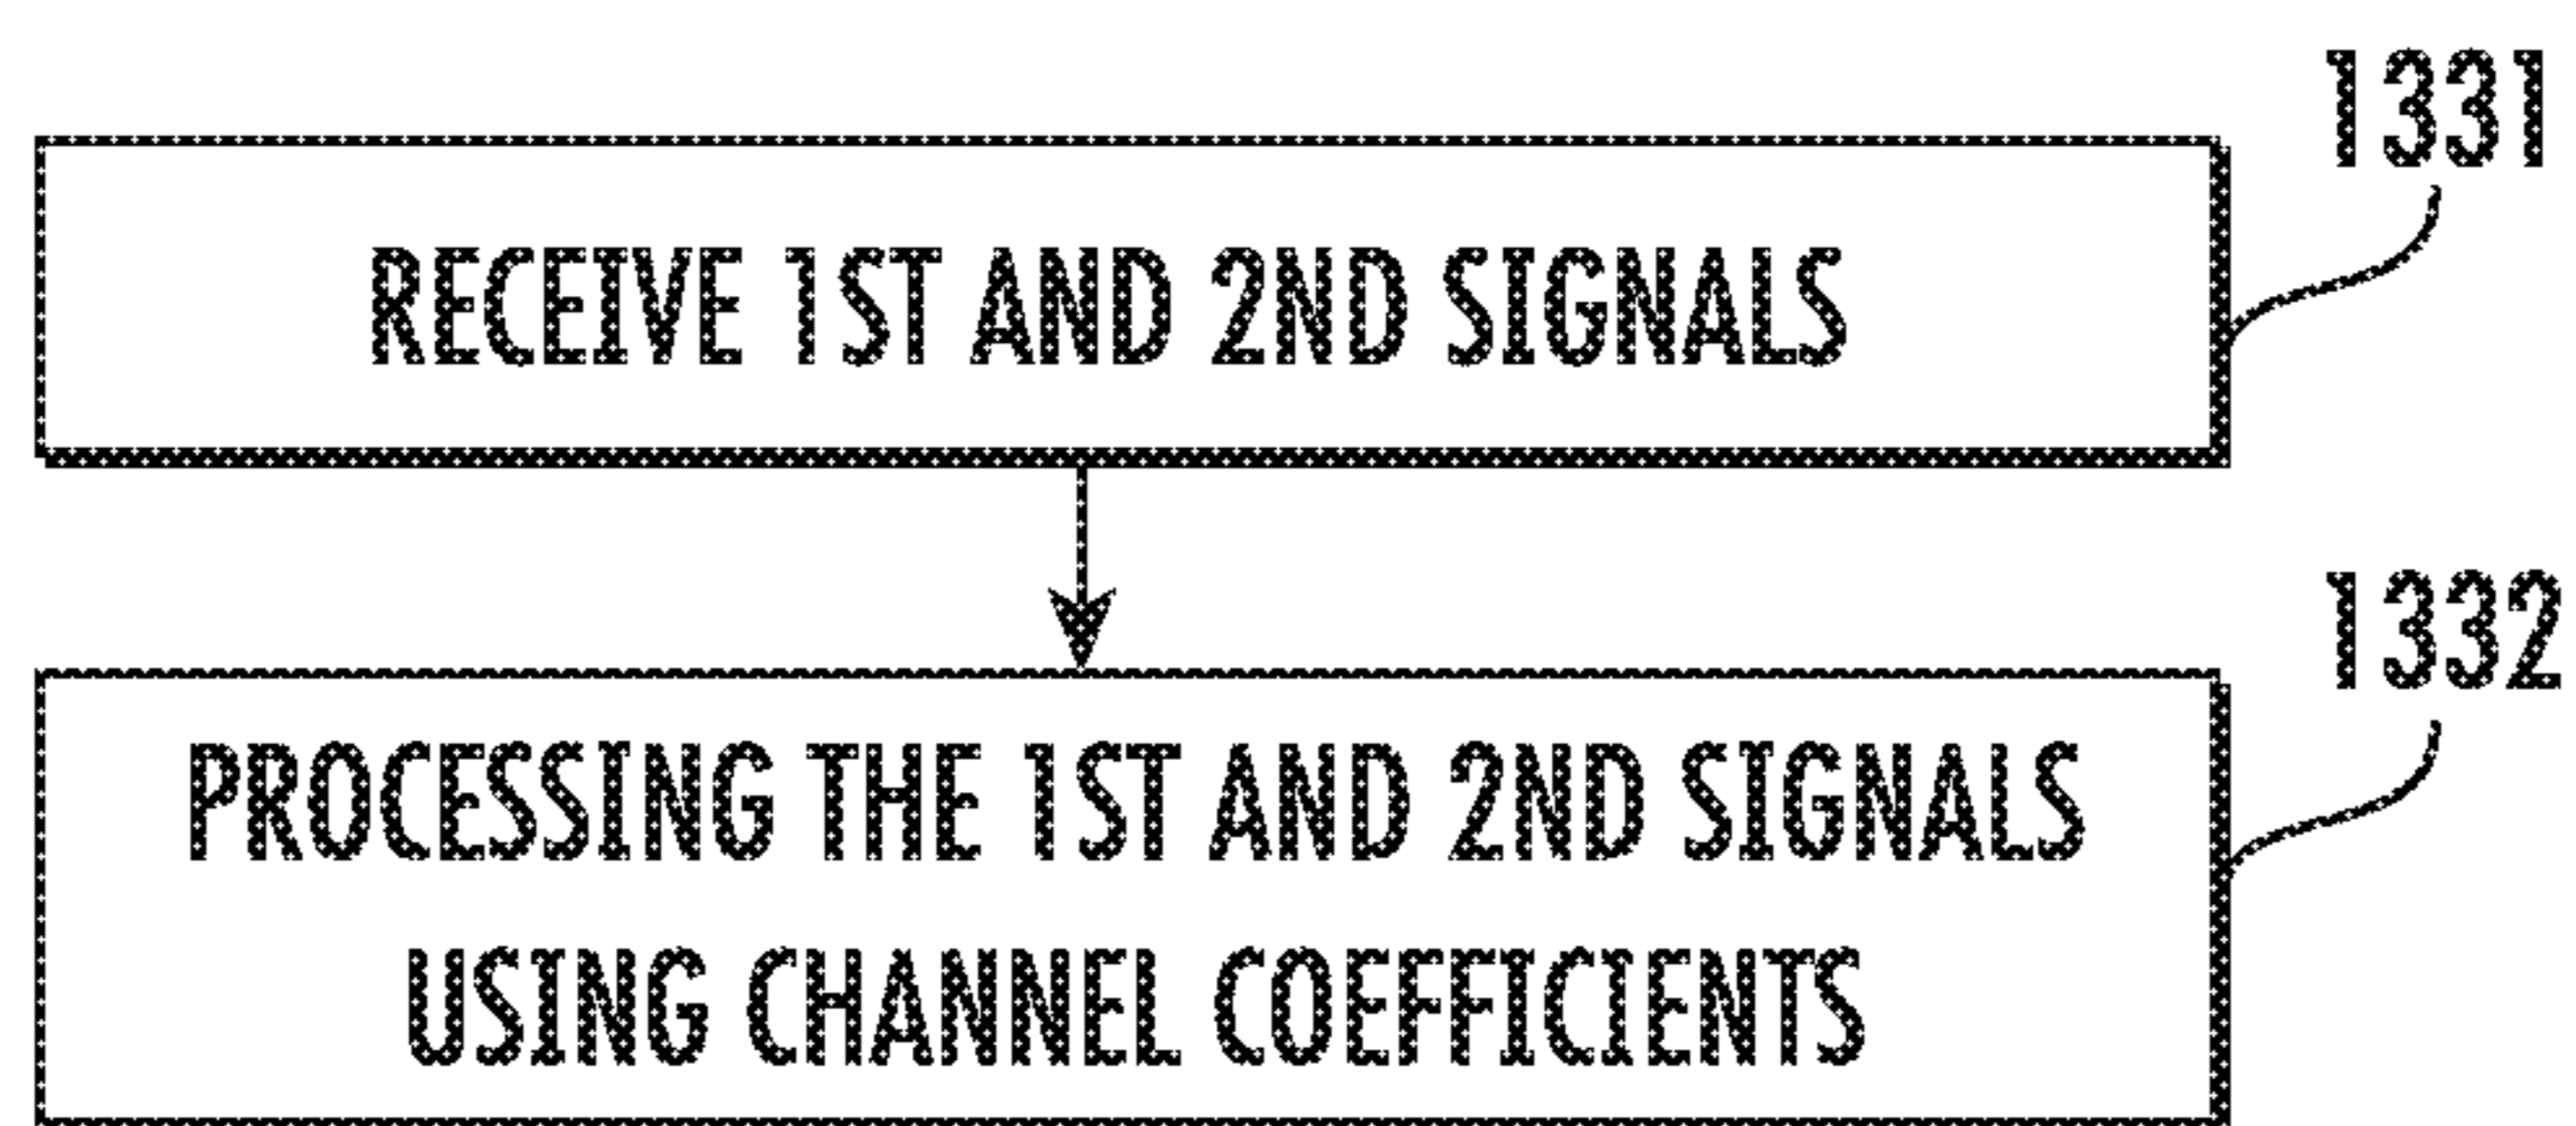 1331
RECEIVE 1ST AND 2ND SIGNALS
1332
PROCESSING THE 1ST AND 2ND SIGNALS
USING CHANNEL COEFFICIENTS